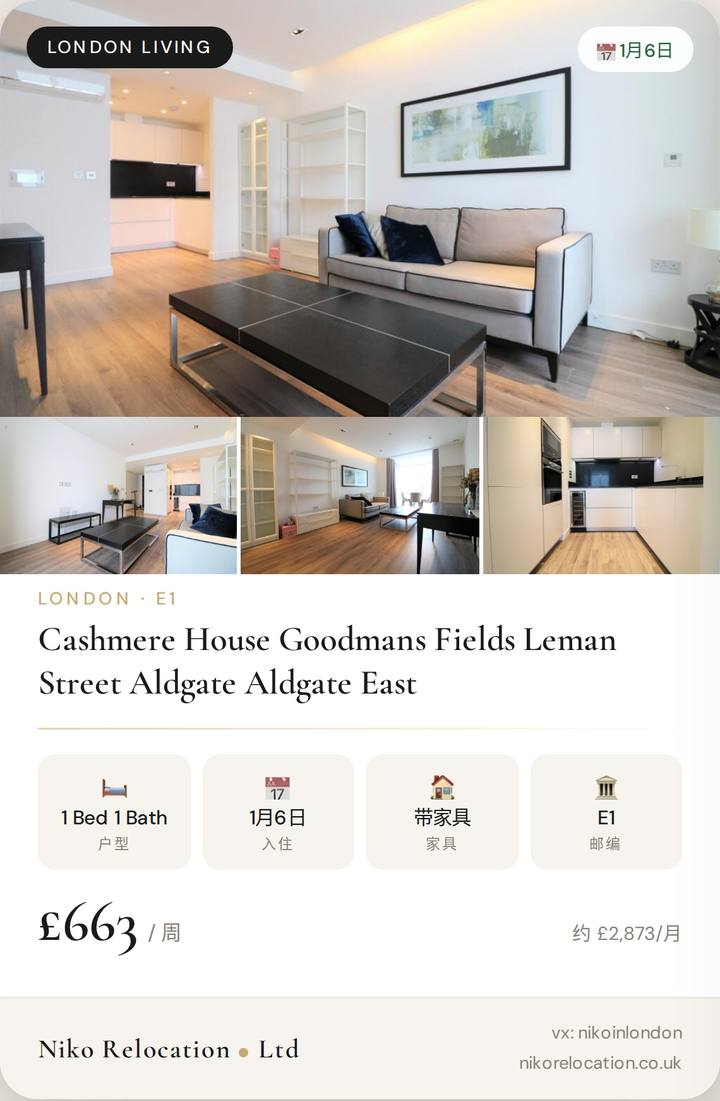 LONDON LIVING
📅 1月6日
LONDON · E1
Cashmere House Goodmans Fields Leman
Street Aldgate Aldgate East
1 Bed 1 Bath
户型
17
1月6日
入住
带家具
家具
E1
邮编
£663 / 周
约 £2,873/月
Niko Relocation • Ltd
vx: nikoinlondon
nikorelocation.co.uk